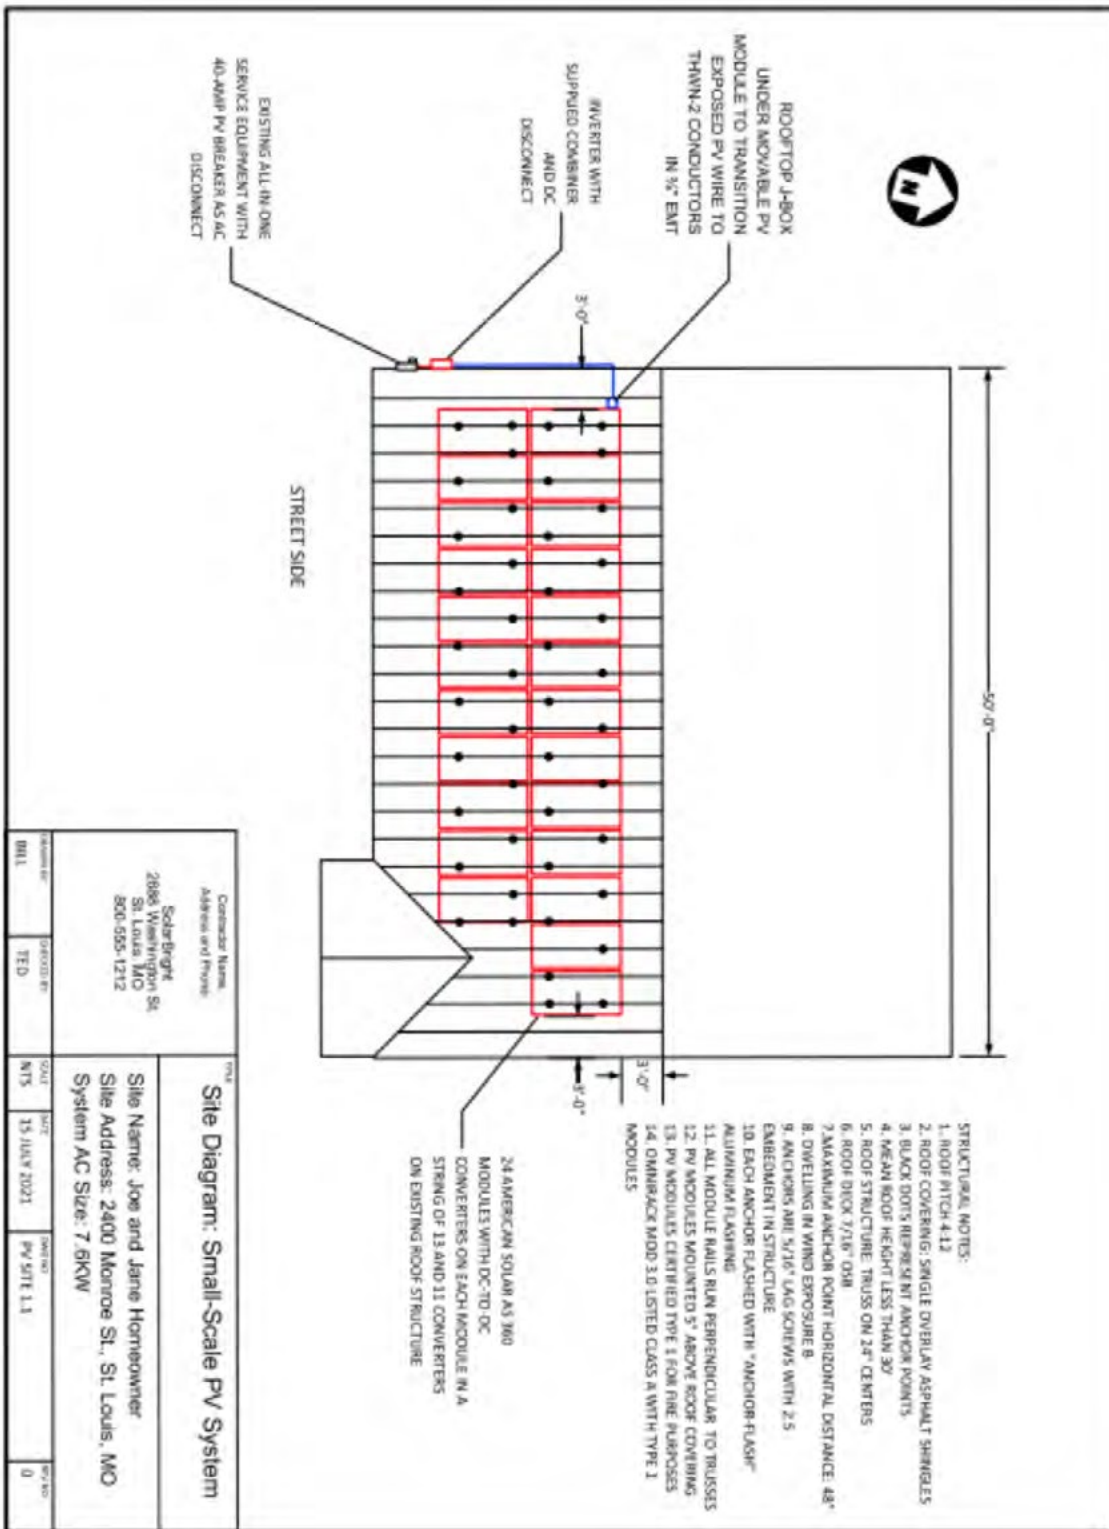 N
ROOFTOP J-BOX
UNDER MOVABLE PV
MODULE TO TRANSITION
EXPOSED PV WIRE TO
THWN-2 CONDUCTORS
IN ¾" EMT
INVERTER WITH
SUPPLIED COMBINER
AND DC
DISCONNECT
EXISTING ALL-IN-ONE
SERVICE EQUIPMENT WITH
40-AMP PV BREAKER AS AC
DISCONNECT
3'-0"
50'-0"
STREET SIDE
3'-0"
3'-0"
STRUCTURAL NOTES:
1. ROOF PITCH 4-12
2. ROOF COVERING: SINGLE OVERLAY ASPHALT SHINGLES
3. BLACK DOTS REPRESENT ANCHOR POINTS
4. MEAN ROOF HEIGHT LESS THAN 30'
5. ROOF STRUCTURE: TRUSS ON 24" CENTERS
6. ROOF DECK 7/16" OSB
7.MAXIMUM ANCHOR POINT HORIZONTAL DISTANCE: 48"
8. DWELLING IN WIND EXPOSURE B
9. ANCHORS ARE 5/16" LAG SCREWS WITH 2.5
EMBEDMENT IN STRUCTURE
10. EACH ANCHOR FLASHED WITH "ANCHOR-FLASH"
ALUMINUM FLASHING
11. ALL MODULE RAILS RUN PERPENDICULAR TO TRUSSES
12. PV MODULES MOUNTED 5" ABOVE ROOF COVERING
13. PV MODULES CERTIFIED TYPE 1 FOR FIRE PURPOSES
14. OMNIRACK MOD 3.0 LISTED CLASS A WITH TYPE 1
MODULES
24 AMERICAN SOLAR AS 360
MODULES WITH DC-TO-DC
CONVERTERS ON EACH MODULE IN A
STRING OF 13 AND 11 CONVERTERS
ON EXISTING ROOF STRUCTURE
Contractor Name,
Address and Phone:
SolarBright
2688 Washington St.
St. Louis, MO
800-555-1212
TITLE
Site Diagram: Small-Scale PV System
Site Name: Joe and Jane Homeowner
Site Address: 2400 Monroe St., St. Louis, MO
System AC Size: 7.6KW
DRAWN BY
BILL
CHECKED BY
TED
SCALE
NTS
DATE
15 JULY 2021
DWG NO
PV SITE 1.1
REV NO
0